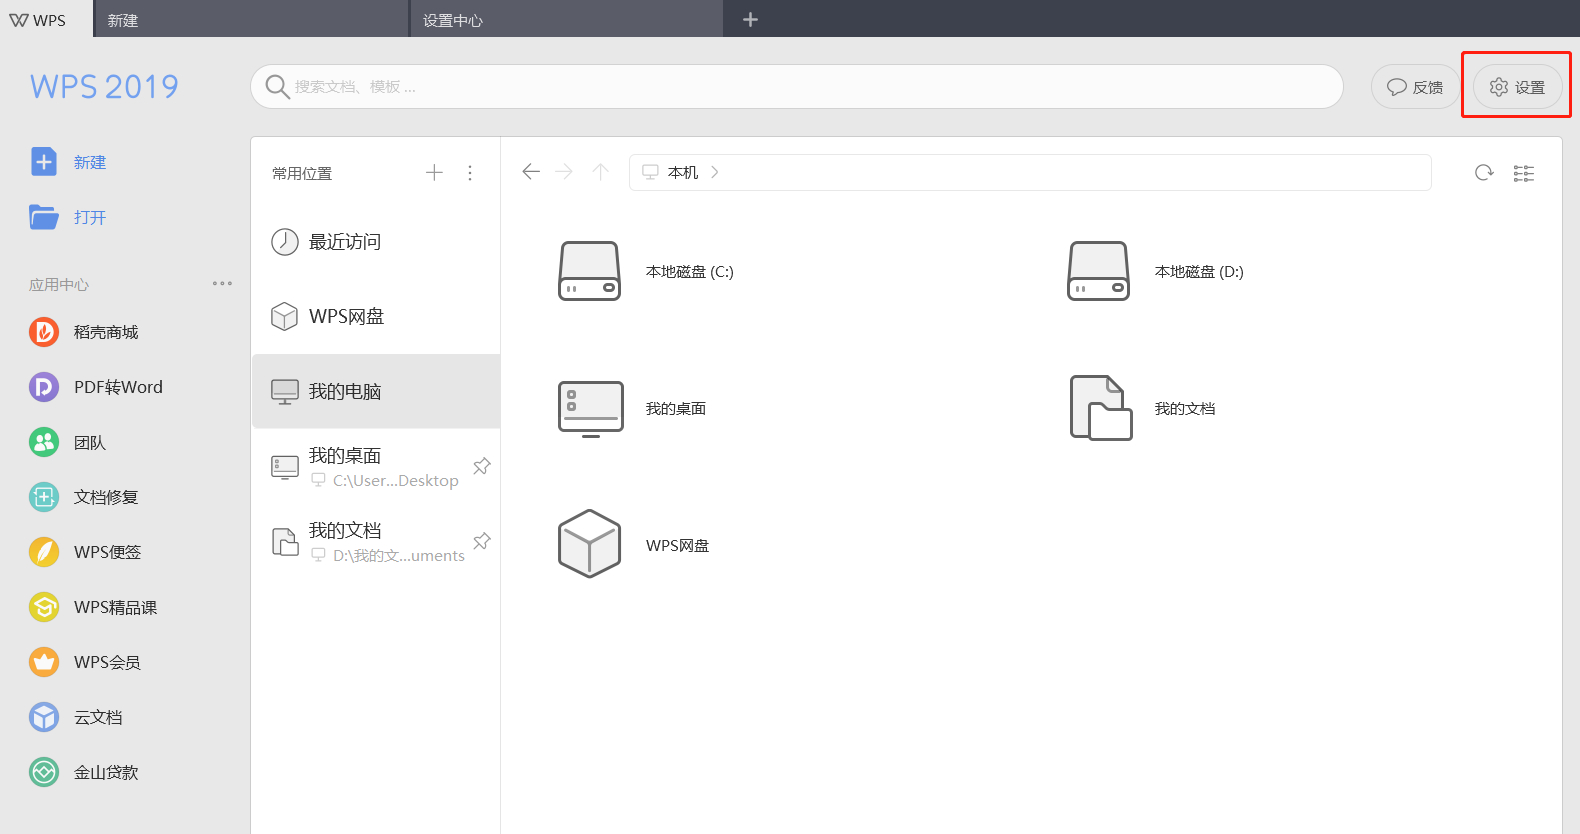 WPS
新建
设置中心
WPS 2019
搜索文档、模板 ...
反馈
设置
新建
打开
应用中心
稻壳商城
PDF转Word
团队
文档修复
WPS便签
WPS精品课
WPS会员
云文档
金山贷款
常用位置
最近访问
WPS网盘
我的电脑
我的桌面
C:\User...Desktop
我的文档
D:\我的文...uments
本机
本地磁盘 (C:)
本地磁盘 (D:)
我的桌面
我的文档
WPS网盘